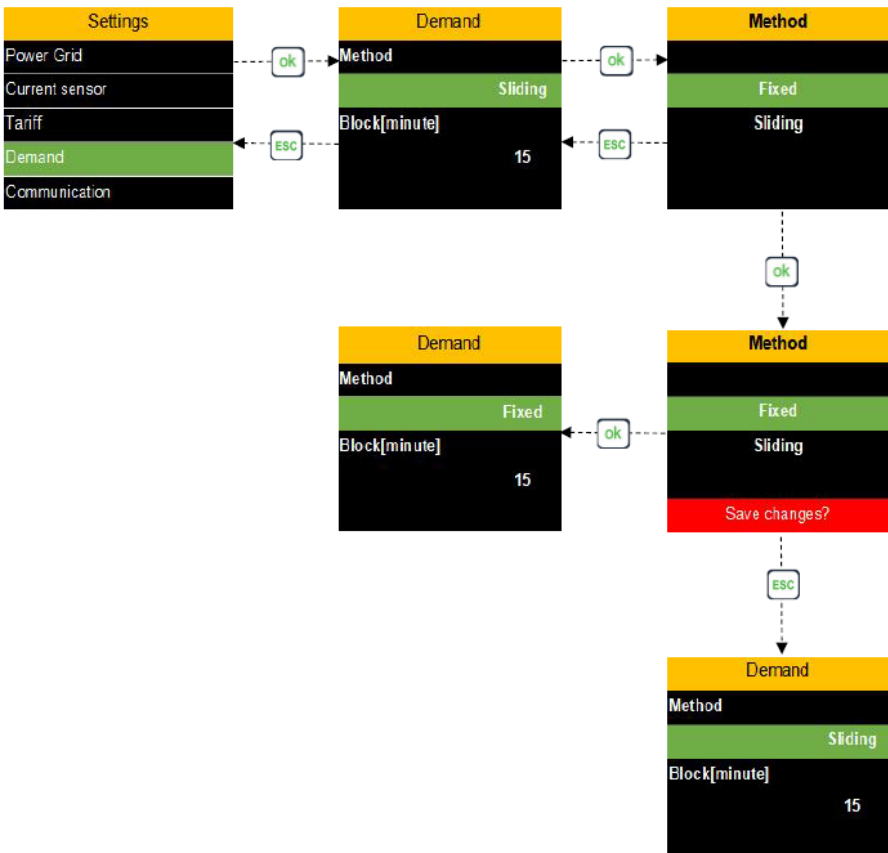 Settings
Power Grid
Current sensor
Tariff
Demand
Communication
ok
ESC
Demand
Method
Sliding
Block[minute]
15
ok
ESC
Method
Fixed
Sliding
ok
Demand
Method
Fixed
Block[minute]
15
ok
Method
Fixed
Sliding
Save changes?
ESC
Demand
Method
Sliding
Block[minute]
15